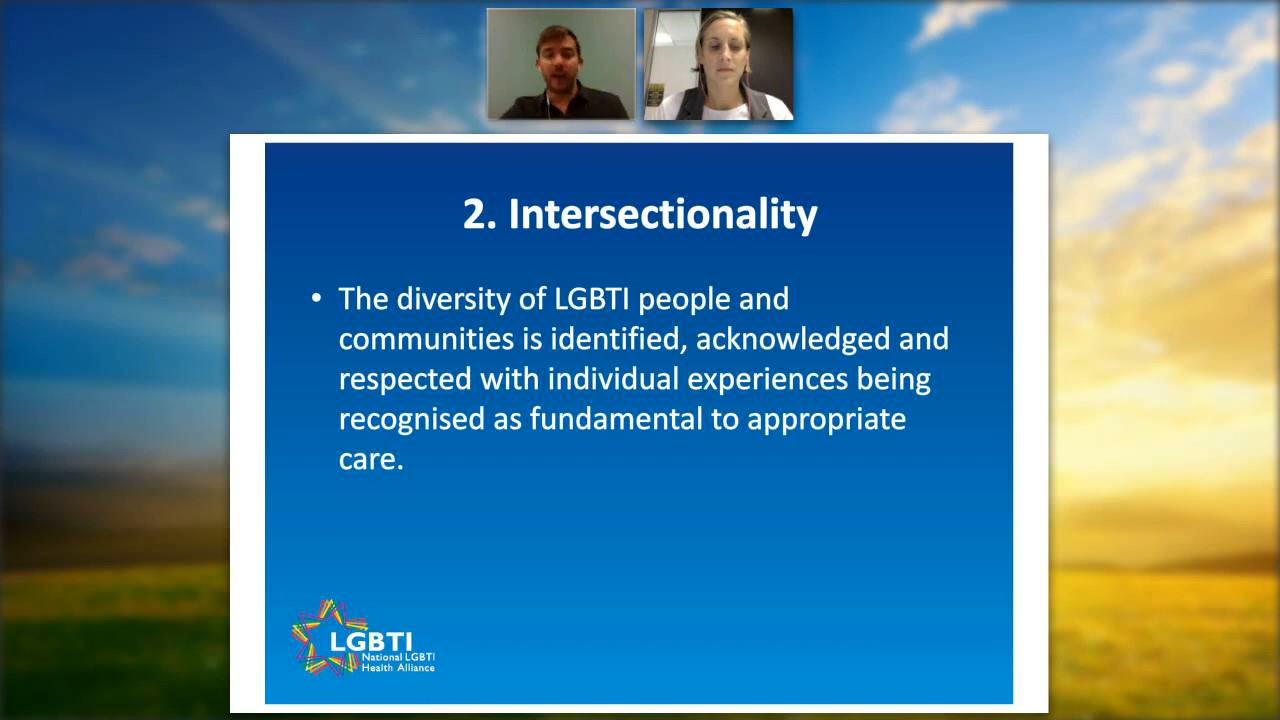 2. Intersectionality
• The diversity of LGBTI people and
communities is identified, acknowledged and
respected with individual experiences being
recognised as fundamental to appropriate
care.
LGBTI
National LGBTI
Health Alliance